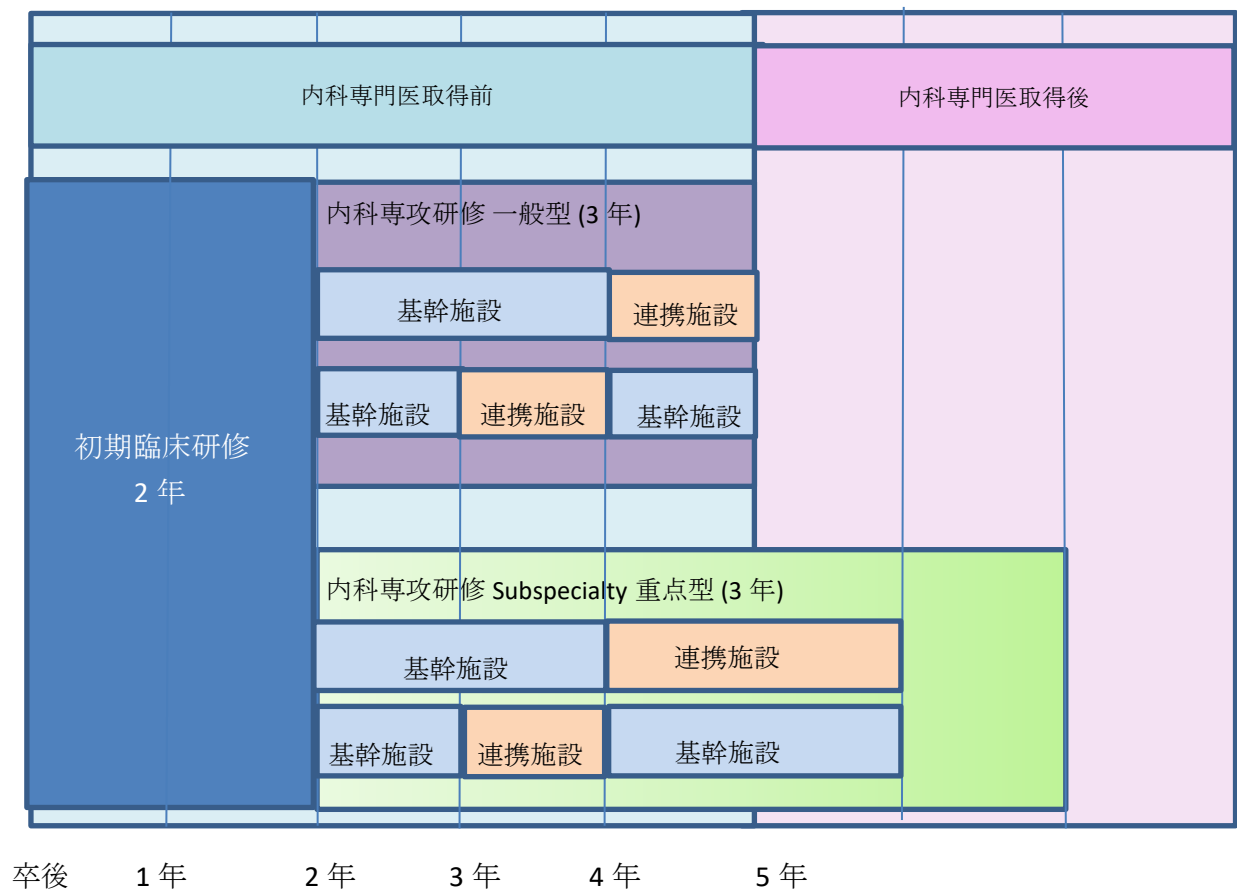 内科専門医取得前
内科専門医取得後
内科専攻研修 一般型 (3 年)
基幹施設
連携施設
基幹施設
連携施設
基幹施設
初期臨床研修
2 年
内科専攻研修 Subspecialty 重点型 (3 年)
基幹施設
連携施設
基幹施設
連携施設
基幹施設
卒後 1 年 2 年 3 年 4 年 5 年